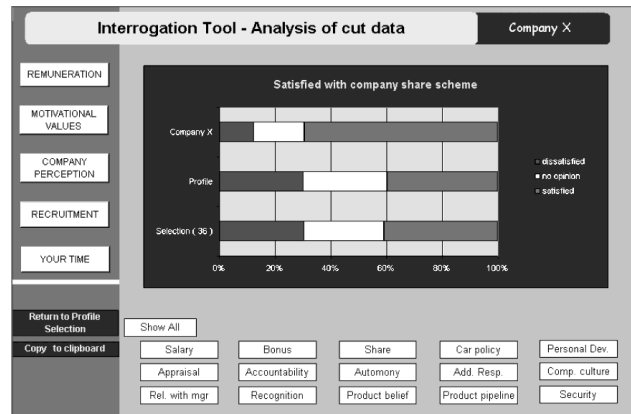 Interrogation Tool - Analysis of cut data
Company X
REMUNERATION
MOTIVATIONAL
VALUES
COMPANY
PERCEPTION
RECRUITMENT
YOUR TIME
Return to Profile
Selection
Copy to clipboard
Satisfied with company share scheme
Company X
Profile
Selection ( 36 )
0% 20% 40% 60% 80% 100%
dissatisfied
no opinion
satisfied
Show All
Salary Bonus Share Car policy Personal Dev.
Appraisal Accountability Automony Add. Resp. Comp. culture
Rel. with mgr Recognition Product belief Product pipeline Security